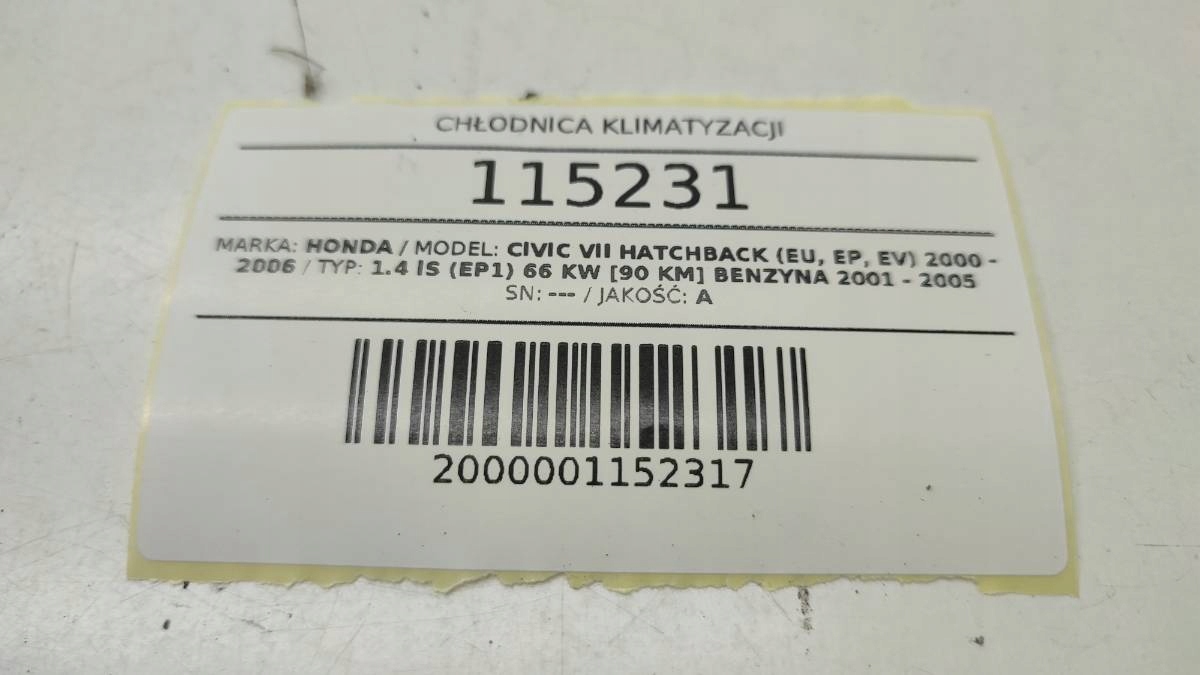 CHŁODNICA KLIMATYZACJI
115231
MARKA: HONDA / MODEL: CIVIC VII HATCHBACK (EU, EP, EV) 2000 -
2006 / TYP: 1.4 IS (EP1) 66 KW [90 KM] BENZYNA 2001 - 2005
SN: --- / JAKOŚĆ: A
2000001152317